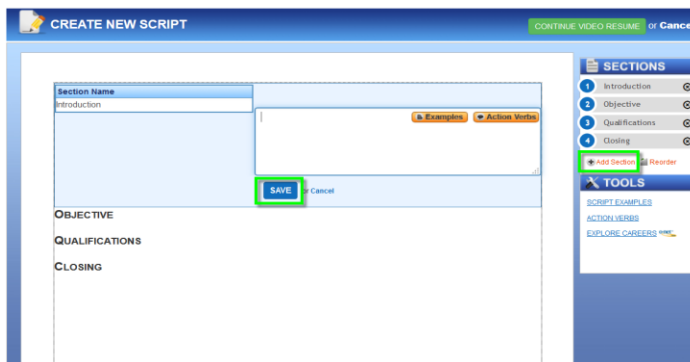 CREATE NEW SCRIPT
CONTINUE VIDEO RESUME or Cance
Section Name
Introduction
Examples
Action Verbs
SAVE or Cancel
OBJECTIVE
QUALIFICATIONS
CLOSING
SECTIONS
1 Introduction
2 Objective
3 Qualifications
4 Closing
Add Section Reorder
TOOLS
SCRIPT EXAMPLES
ACTION VERBS
EXPLORE CAREERS